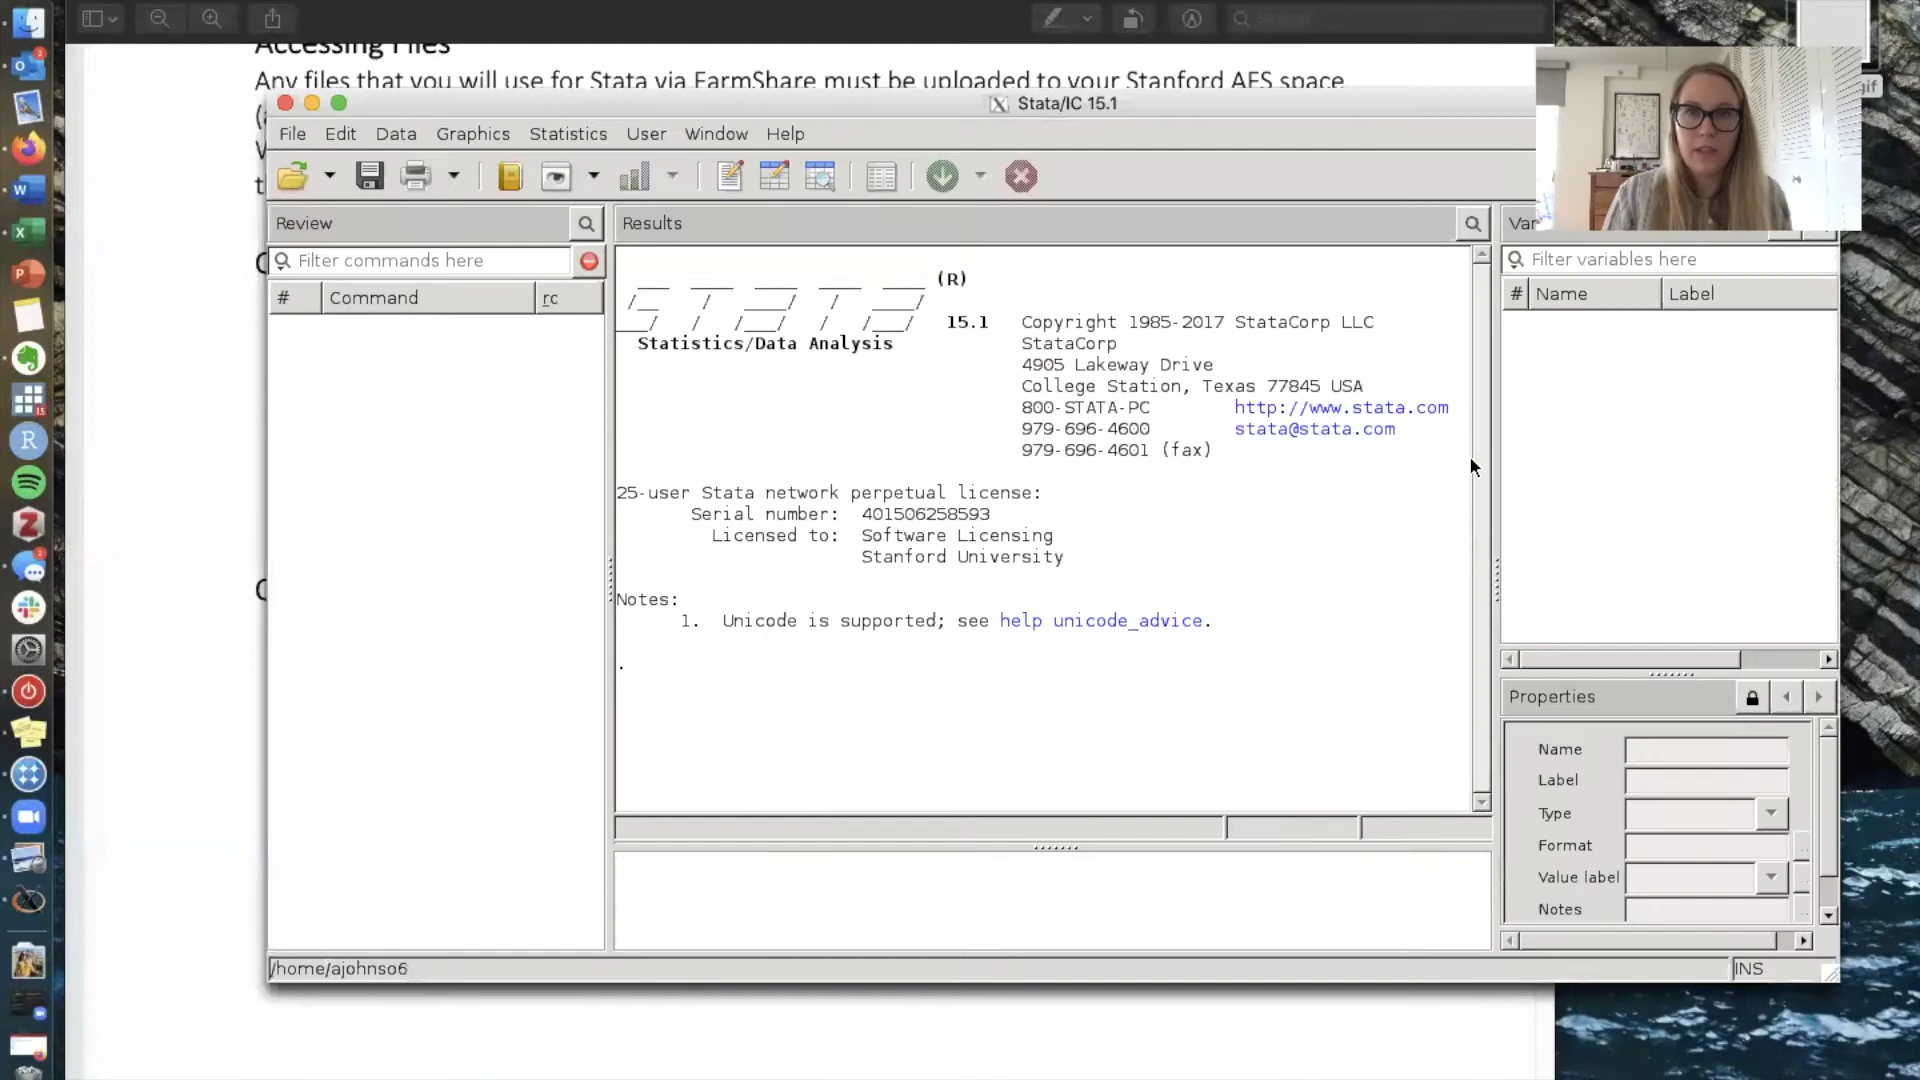 Search
Accessing Files
Any files that you will use for Stata via FarmShare must be uploaded to your Stanford AFS space
Stata/IC 15.1
gif
File Edit Data Graphics Statistics User Window Help
Review
Results
Var
Filter commands here
Filter variables here
# Command rc
# Name Label
(R)
15.1 Copyright 1985-2017 StataCorp LLC
Statistics/Data Analysis StataCorp
4905 Lakeway Drive
College Station, Texas 77845 USA
800-STATA-PC http://www.stata.com
979-696-4600 stata@stata.com
979-696-4601 (fax)
25-user Stata network perpetual license:
Serial number: 401506258593
Licensed to: Software Licensing
Stanford University
Notes:
1. Unicode is supported; see help unicode_advice.
.
Properties
Name
Label
Type
Format
Value label
Notes
/home/ajohnso6
INS